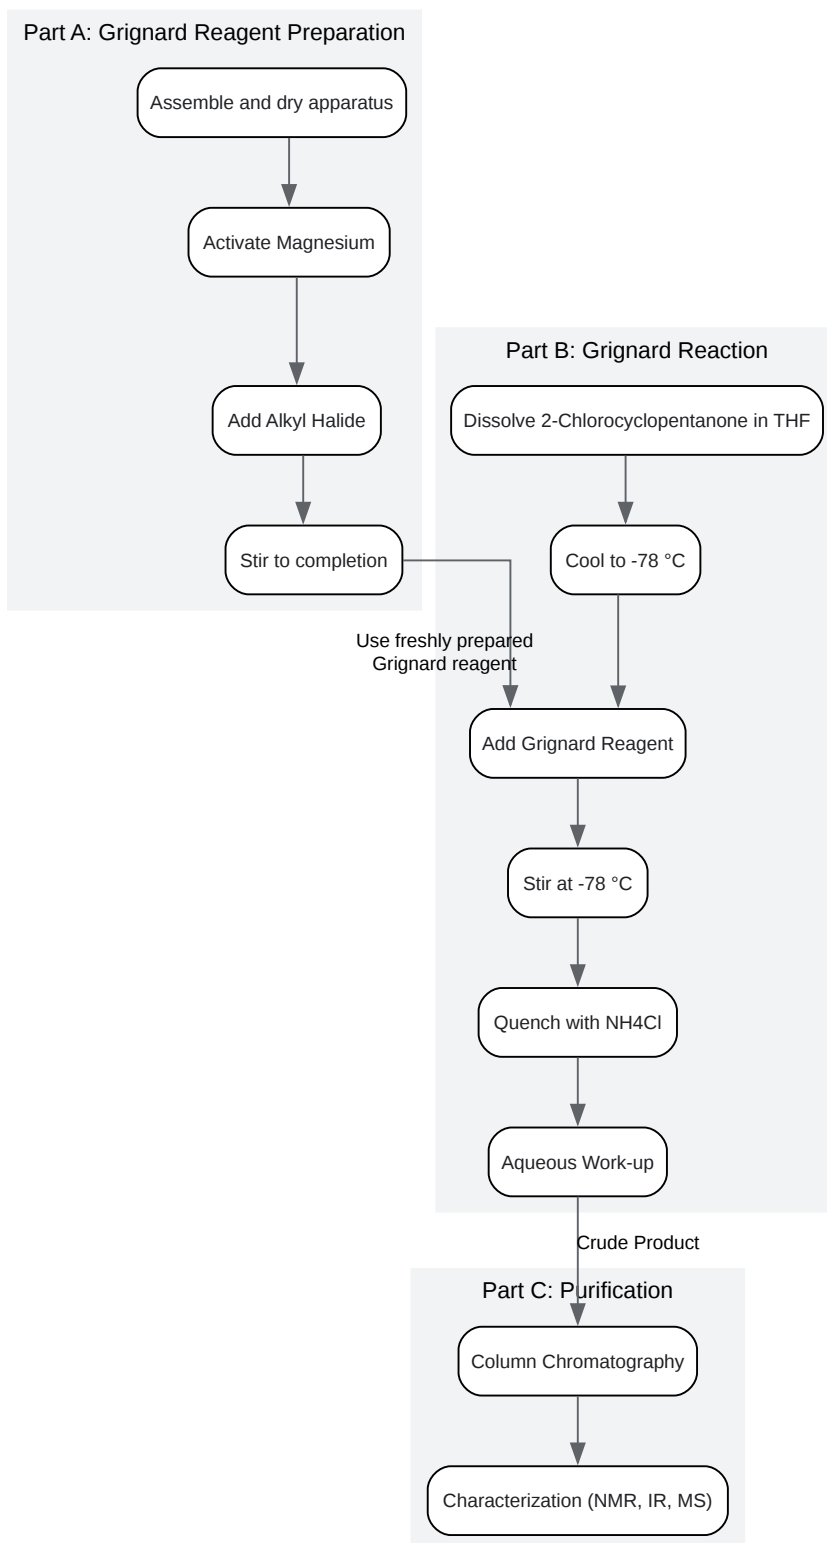 Part A: Grignard Reagent Preparation
Assemble and dry apparatus
Activate Magnesium
Add Alkyl Halide
Stir to completion
Use freshly prepared
Grignard reagent
Part B: Grignard Reaction
Dissolve 2-Chlorocyclopentanone in THF
Cool to -78 °C
Add Grignard Reagent
Stir at -78 °C
Quench with NH4Cl
Aqueous Work-up
Crude Product
Part C: Purification
Column Chromatography
Characterization (NMR, IR, MS)